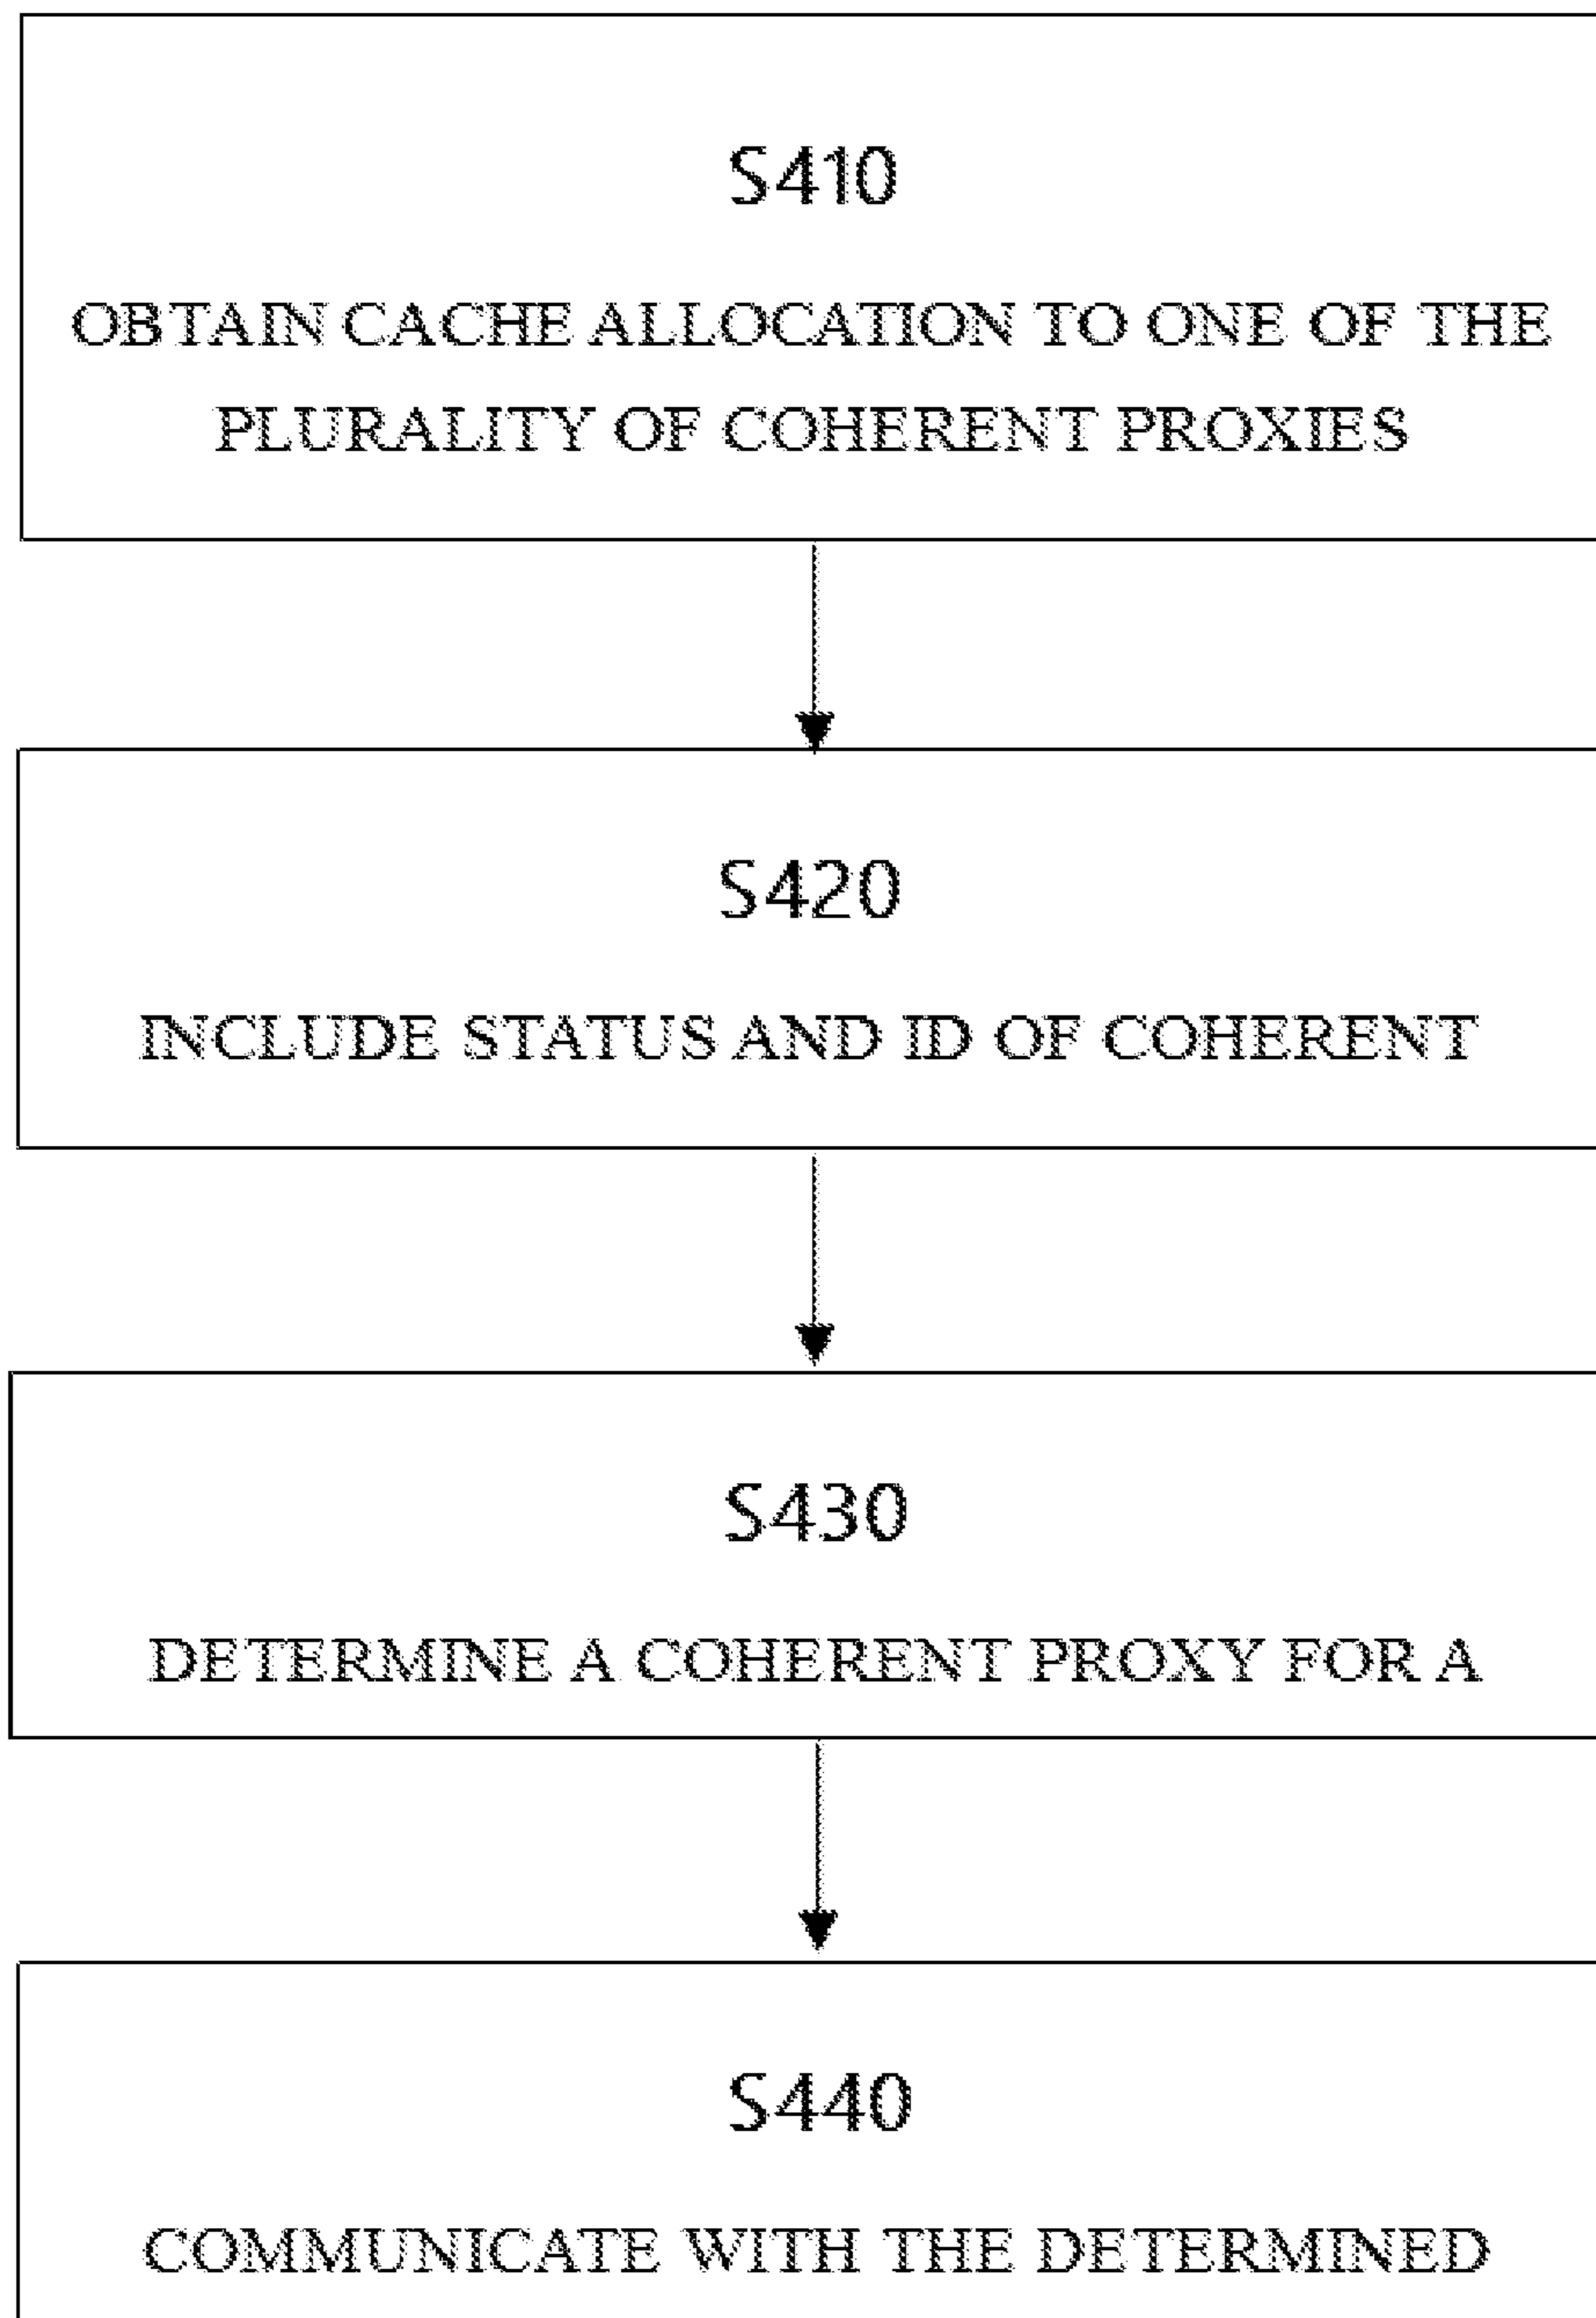 S410
OBTAIN CACHE ALLOCATION TO ONE OF THE
PLURALITY OF COHERENT PROXIES
S420
INCLUDE STATUS AND ID OF COHERENT
S430
DETERMINE A COHERENT PROXY FOR A
S440
COMMUNICATE WITH THE DETERMINED